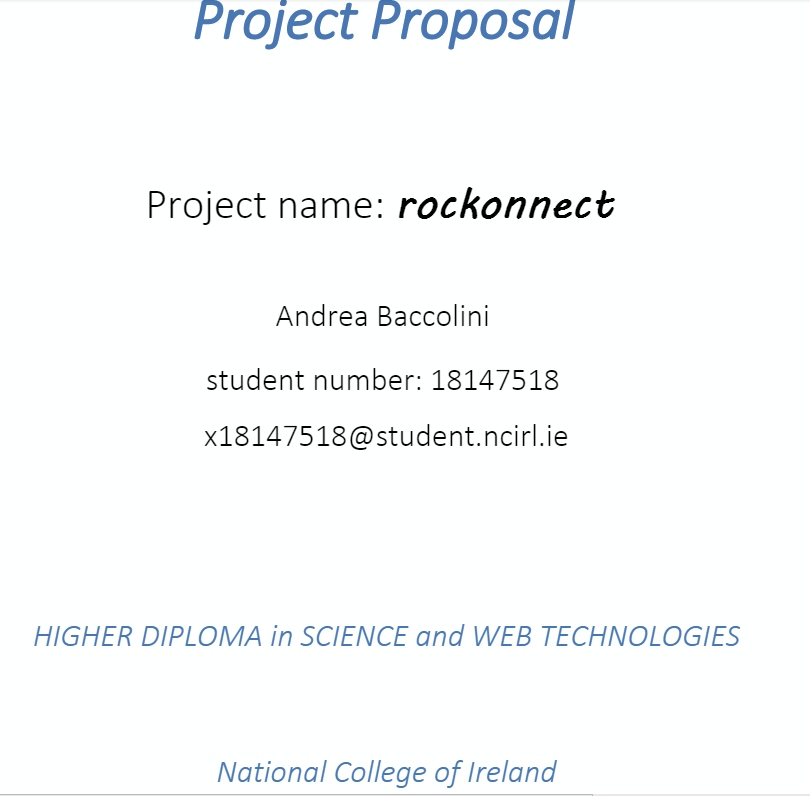 Project Proposal
Project name: rockonnect
Andrea Baccolini
student number: 18147518
x18147518@student.ncirl.ie
HIGHER DIPLOMA in SCIENCE and WEB TECHNOLOGIES
National College of Ireland